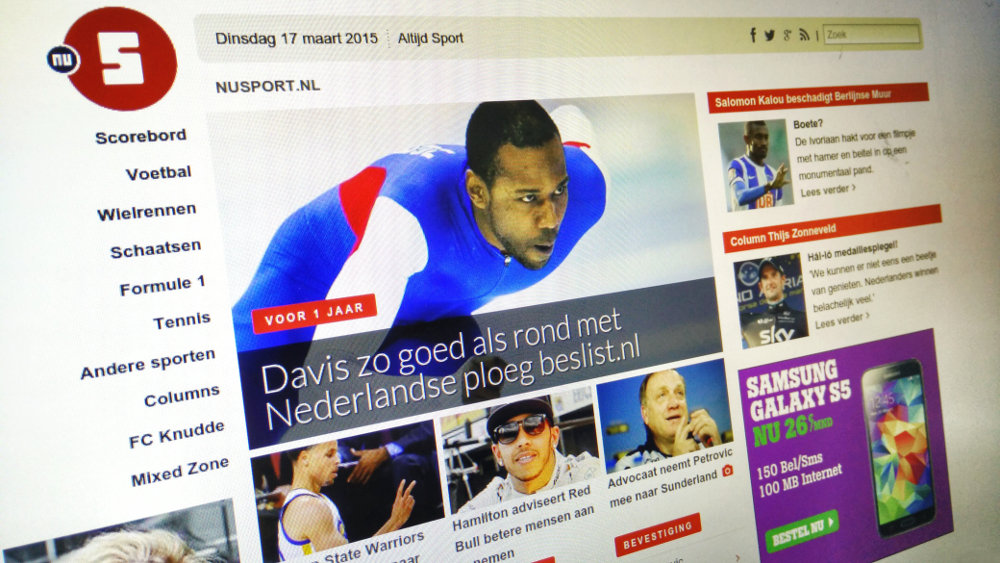 nu
S
Dinsdag 17 maart 2015
Altijd Sport
Zoek
NUSPORT.NL
Scorebord
Voetbal
Wielrennen
Schaatsen
Formule 1
Tennis
Andere sporten
Columns
FC Knudde
Mixed Zone
VOOR 1 JAAR
Davis zo goed als rond met
Nederlandse ploeg beslist.nl
State Warriors
Hamilton adviseert Red
Bull betere mensen aan
Advocaat neemt Petrovic
mee naar Sunderland
BEVESTIGING
Salomon Kalou beschadigt Berlijnse Muur
Boete?
De Ivoriaan hakt voor een filmpje
met hamer en beitel in op een
monumentaal pand.
Lees verder ›
Column Thijs Zonneveld
Hál-ló medaillespiegel!
'We kunnen er niet eens een beetje
van genieten. Nederlanders winnen
belachelijk veel.'
Lees verder ›
SKY
SAMSUNG
GALAXY S5
NU 26€/MND
150 Bel/Sms
100 MB Internet
BESTEL NU